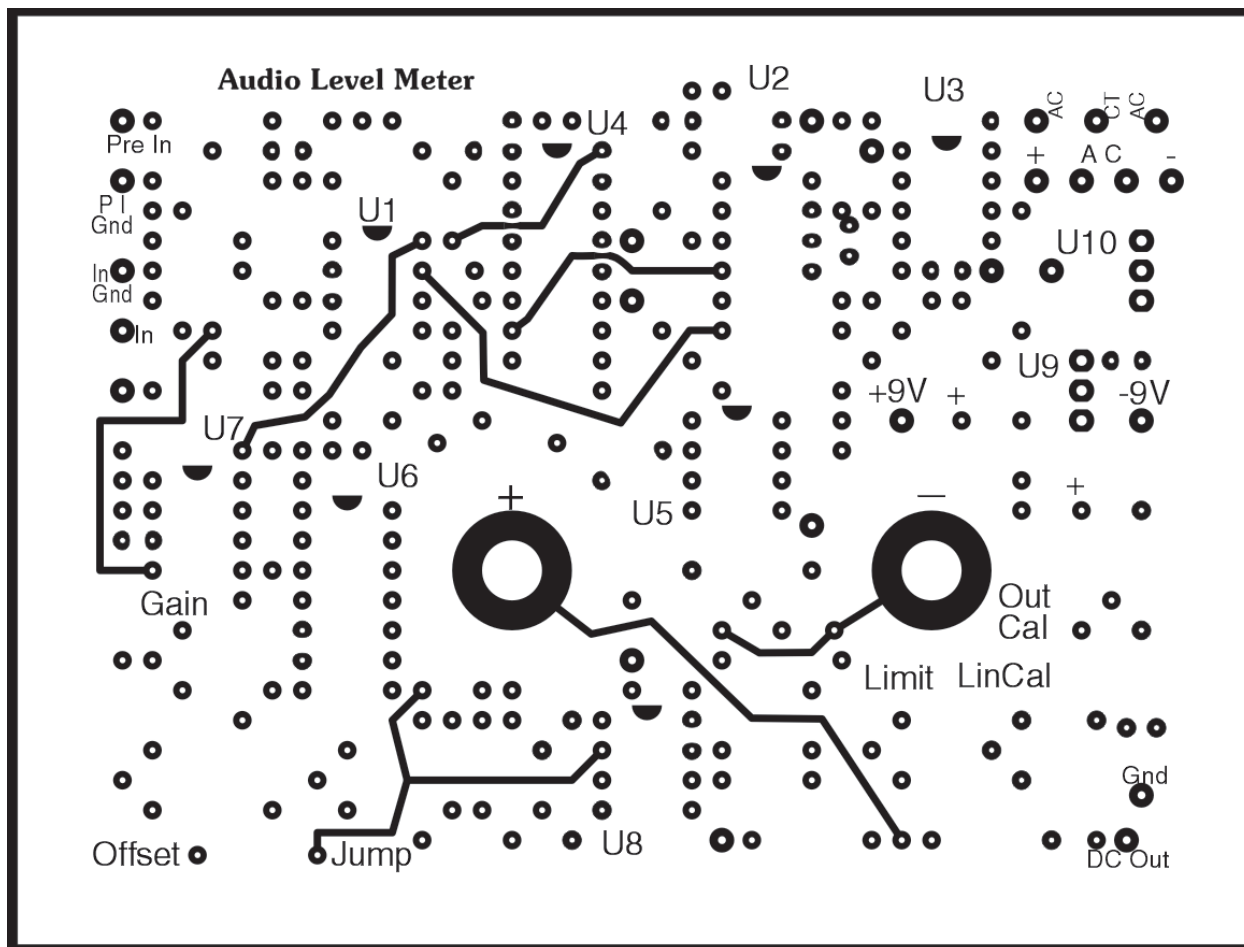 Audio Level Meter
U2
U3
AC
CT
AC
Pre In
U4
+
A C
-
P I
Gnd
U1
In
Gnd
U10
In
U9
+9V
+
-9V
U7
U6
+
U5
+
—
Gain
Out
Cal
Limit
LinCal
Gnd
Offset
Jump
U8
DC Out